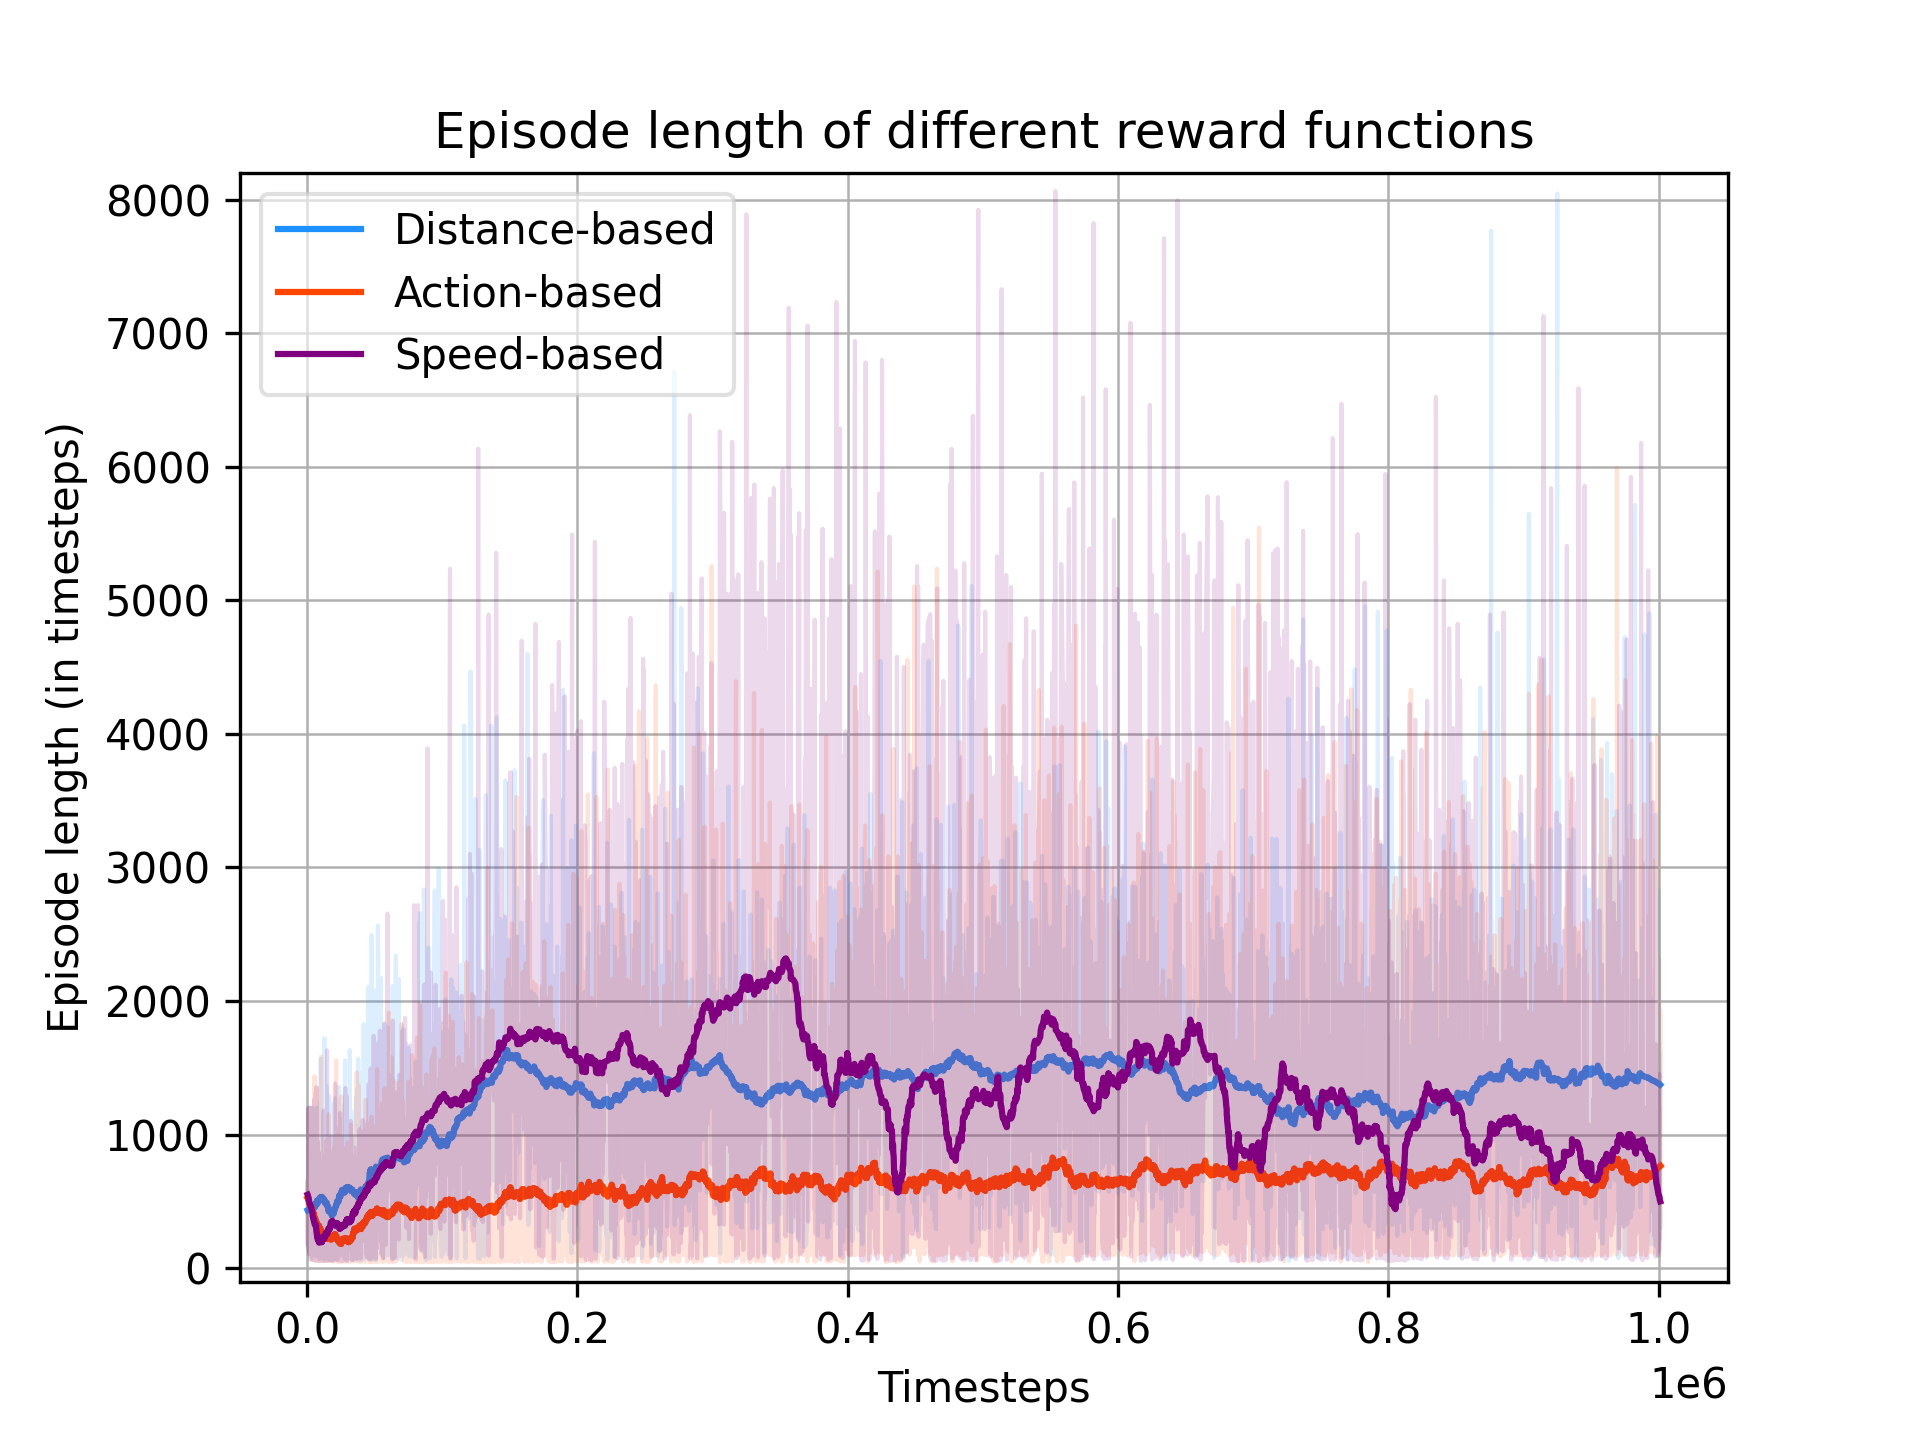 Episode length of different reward functions
Distance-based
Action-based
Speed-based
Episode length (in timesteps)
8000
7000
6000
5000
4000
3000
2000
1000
0
0.0 0.2 0.4 0.6 0.8 1.0
1e6
Timesteps